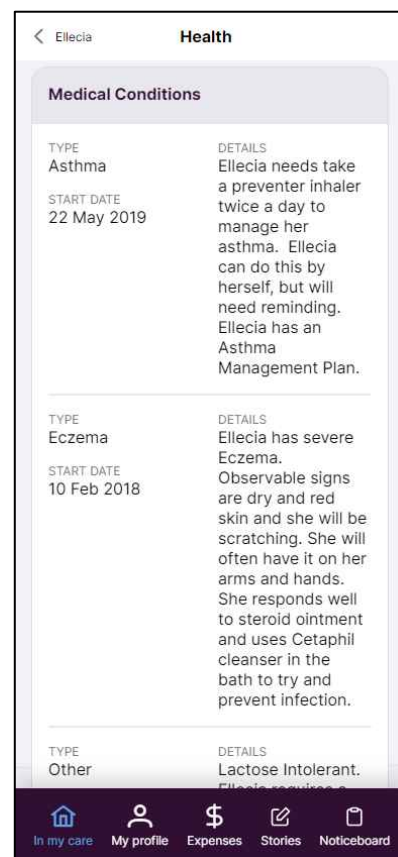 Ellecia
Health
Medical Conditions
TYPE
Asthma
START DATE
22 May 2019
DETAILS
Ellecia needs take
a preventer inhaler
twice a day to
manage her
asthma. Ellecia
can do this by
herself, but will
need reminding.
Ellecia has an
Asthma
Management Plan.
TYPE
Eczema
START DATE
10 Feb 2018
DETAILS
Ellecia has severe
Eczema.
Observable signs
are dry and red
skin and she will be
scratching. She will
often have it on her
arms and hands.
She responds well
to steroid ointment
and uses Cetaphil
cleanser in the
bath to try and
prevent infection.
TYPE
Other
DETAILS
Lactose Intolerant.
Ellecia requires a
In my care
My profile
Expenses
Stories
Noticeboard